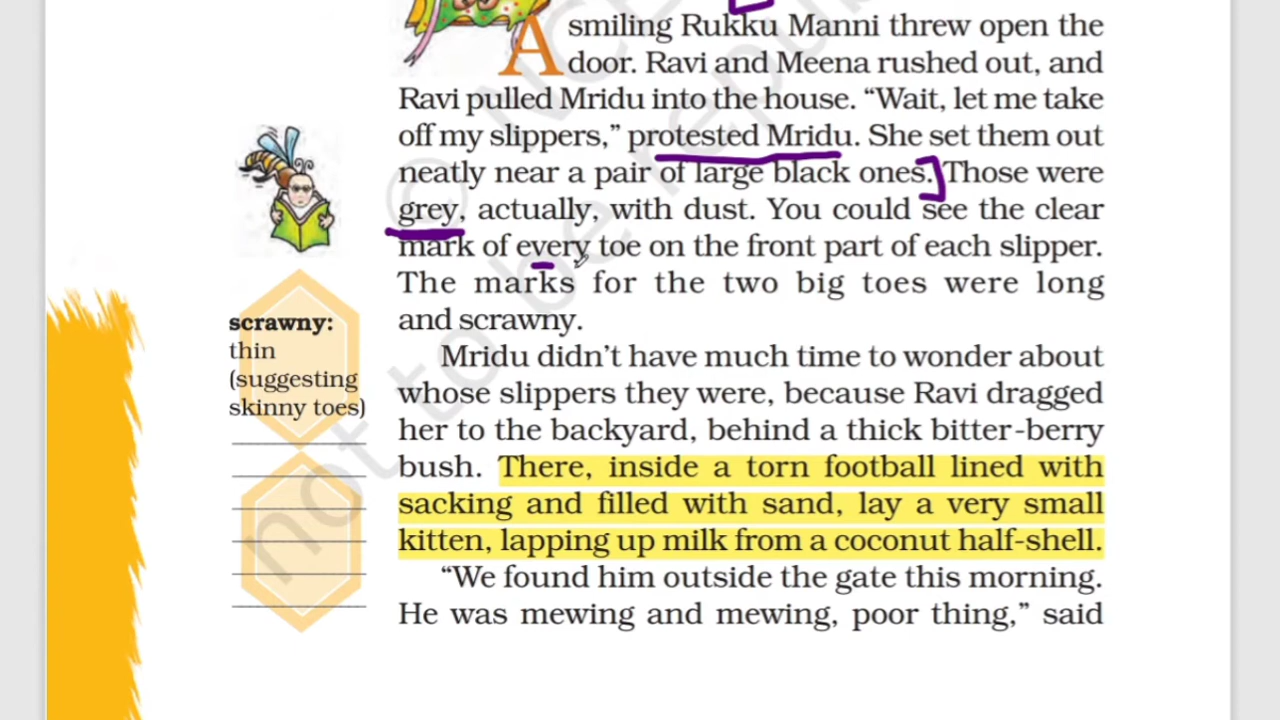 A smiling Rukku Manni threw open the
door. Ravi and Meena rushed out, and
Ravi pulled Mridu into the house. “Wait, let me take
off my slippers,” protested Mridu. She set them out
neatly near a pair of large black ones. Those were
grey, actually, with dust. You could see the clear
mark of every toe on the front part of each slipper.
The marks for the two big toes were long
and scrawny.
Mridu didn’t have much time to wonder about
whose slippers they were, because Ravi dragged
her to the backyard, behind a thick bitter-berry
bush. There, inside a torn football lined with
sacking and filled with sand, lay a very small
kitten, lapping up milk from a coconut half-shell.
“We found him outside the gate this morning.
He was mewing and mewing, poor thing,” said
scrawny:
thin
(suggesting
skinny toes)
not to be republ